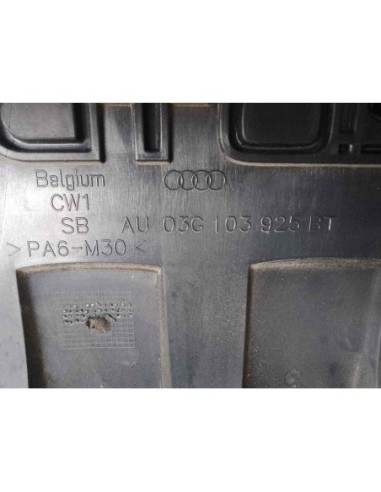 Belgium
CW1
SB AU 03G 103 925 BT
>PA6-M30<